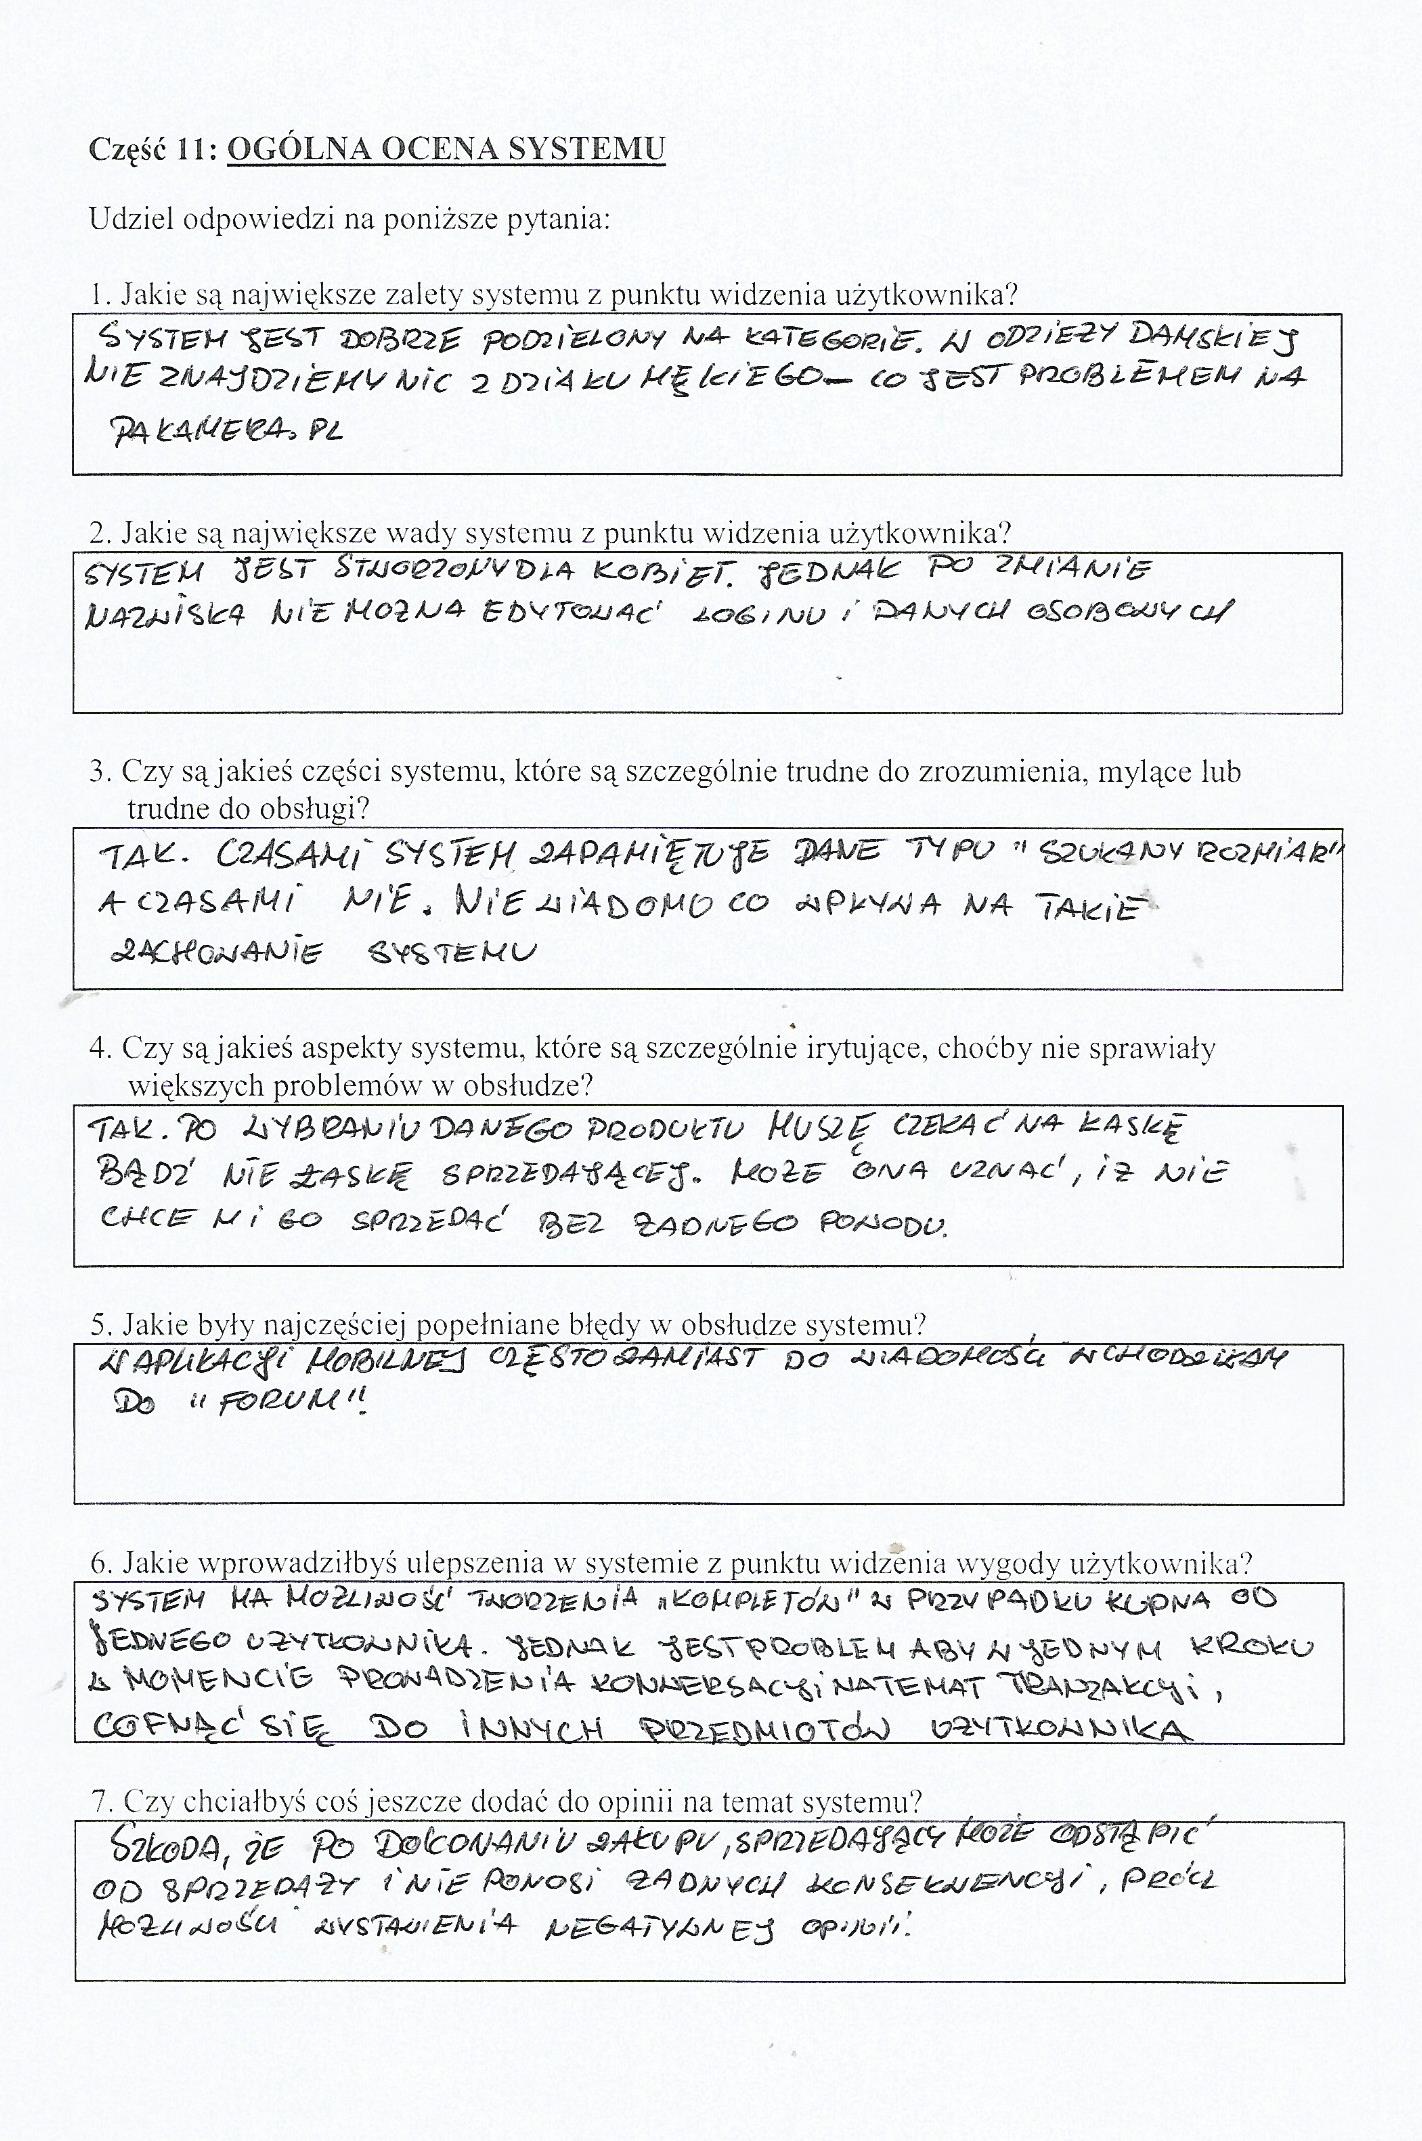 Część 11: OGÓLNA OCENA SYSTEMU
Udziel odpowiedzi na poniższe pytania:
1. Jakie są największe zalety systemu z punktu widzenia użytkownika?
SYSTEM JEST DOBRZE PODZIELONY NA KATEGORIE. W ODZIEŻY DAMSKIEJ
NIE ZNAJDZIEMY NIC Z DZIAŁU MĘKIEGO – CO JEST PROBLEMEM NA
PAKAMERA.PL
2. Jakie są największe wady systemu z punktu widzenia użytkownika?
SYSTEM JEST STWORZONY DLA KOBIET. JEDNAK PO ZMIANIE
NAZWISKA NIE MOŻNA EDYTOWAĆ LOGINU I DANYCH OSOBOWYCH
3. Czy są jakieś części systemu, które są szczególnie trudne do zrozumienia, mylące lub
trudne do obsługi?
TAK. CZASAMI SYSTEM ZAPAMIĘTUJE DANE TYPU "SZUKANY ROZMIAR"
A CZASAMI NIE. NIE WIADOMO CO WPŁYWA NA TAKIE
ZACHOWANIE SYSTEMU
4. Czy są jakieś aspekty systemu, które są szczególnie irytujące, choćby nie sprawiały
większych problemów w obsłudze?
TAK. PO WYBRANIU DANEGO PRODUKTU MUSZĘ CZEKAĆ NA ŁASKĘ
BĄDŹ NIE ŁASKĘ SPRZEDAJĄCEJ. MOŻE ONA UZNAĆ, IŻ NIE
CHCE MI GO SPRZEDAĆ BEZ ŻADNEGO POWODU.
5. Jakie były najczęściej popełniane błędy w obsłudze systemu?
W APLIKACJI MOBILNEJ CZĘSTO ZAMIAST DO WIADOMOŚCI WCHODZIŁAM
DO "FORUM"!
6. Jakie wprowadziłbyś ulepszenia w systemie z punktu widzenia wygody użytkownika?
SYSTEM MA MOŻLIWOŚĆ TWORZENIA „KOMPLETÓW" W PRZYPADKU KUPNA OD
JEDNEGO UŻYTKOWNIKA. JEDNAK JEST PROBLEM ABY W JEDNYM KROKU
W MOMENCIE PROWADZENIA KONWERSACJI NA TEMAT TRANZAKCJI,
COFNĄĆ SIĘ DO INNYCH PRZEDMIOTÓW UŻYTKOWNIKA
7. Czy chciałbyś coś jeszcze dodać do opinii na temat systemu?
SZKODA, ŻE PO DOKONANIU ZAKUPU, SPRZEDAJĄCY MOŻE ODSTĄPIĆ
OD SPRZEDAŻY I NIE PONOSI ŻADNYCH KONSEKWENCJI, PRÓCZ
MOŻLIWOŚCI WYSTAWIENIA NEGATYWNEJ OPINII.